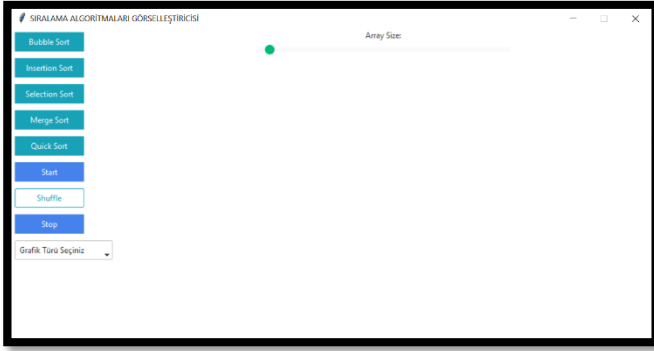 SIRALAMA ALGORİTMALARI GÖRSELLEŞTİRİCİSİ
Array Size:
Bubble Sort
Insertion Sort
Selection Sort
Merge Sort
Quick Sort
Start
Shuffle
Stop
Grafik Türü Seçiniz